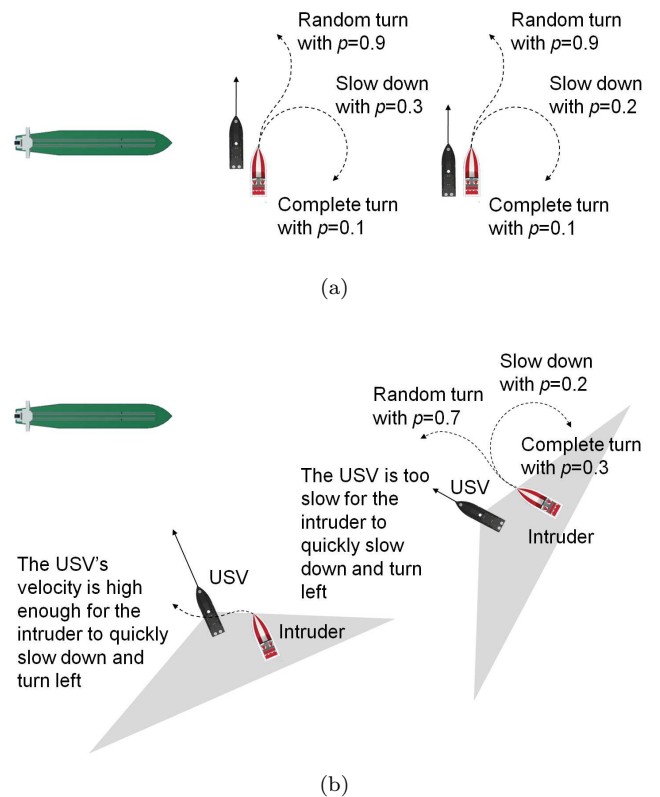 Random turn
with p=0.9
Slow down
with p=0.3
Complete turn
with p=0.1
Random turn
with p=0.9
Slow down
with p=0.2
Complete turn
with p=0.1
(a)
Slow down
with p=0.2
Random turn
with p=0.7
Complete turn
with p=0.3
The USV is too
slow for the
intruder to
quickly slow
down and turn
left
USV
Intruder
The USV's
velocity is high
enough for the
intruder to quickly
slow down and
turn left
USV
Intruder
(b)